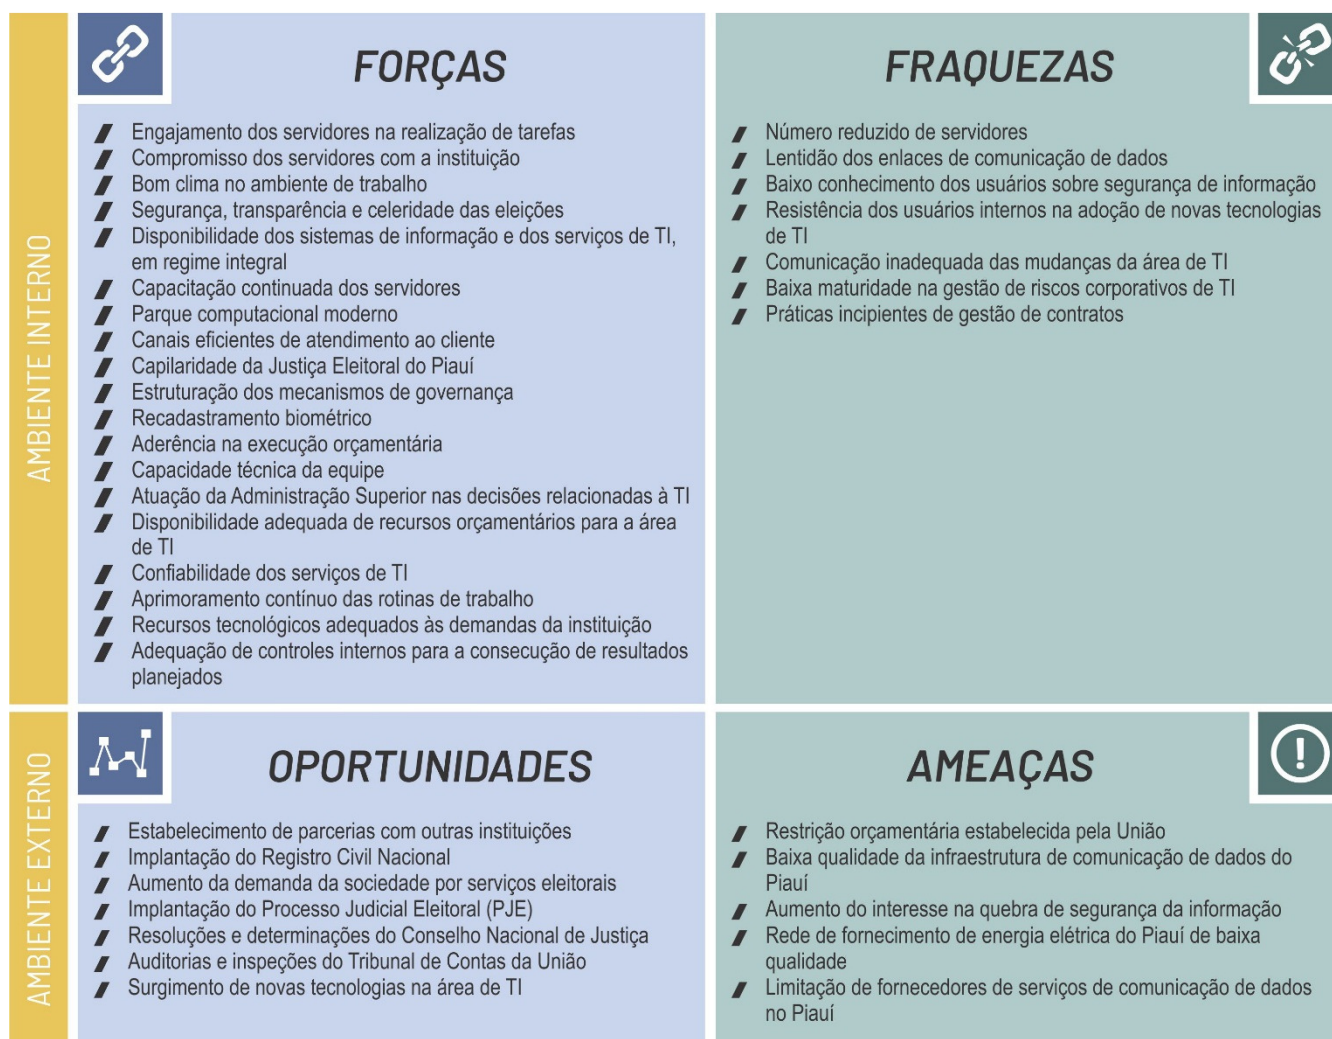 AMBIENTE INTERNO
FORÇAS
Engajamento dos servidores na realização de tarefas
Compromisso dos servidores com a instituição
Bom clima no ambiente de trabalho
Segurança, transparência e celeridade das eleições
Disponibilidade dos sistemas de informação e dos serviços de TI,
em regime integral
Capacitação continuada dos servidores
Parque computacional moderno
Canais eficientes de atendimento ao cliente
Capilaridade da Justiça Eleitoral do Piauí
Estruturação dos mecanismos de governança
Recadastramento biométrico
Aderência na execução orçamentária
Capacidade técnica da equipe
Atuação da Administração Superior nas decisões relacionadas à TI
Disponibilidade adequada de recursos orçamentários para a área
de TI
Confiabilidade dos serviços de TI
Aprimoramento contínuo das rotinas de trabalho
Recursos tecnológicos adequados às demandas da instituição
Adequação de controles internos para a consecução de resultados
planejados
FRAQUEZAS
Número reduzido de servidores
Lentidão dos enlaces de comunicação de dados
Baixo conhecimento dos usuários sobre segurança de informação
Resistência dos usuários internos na adoção de novas tecnologias
de TI
Comunicação inadequada das mudanças da área de TI
Baixa maturidade na gestão de riscos corporativos de TI
Práticas incipientes de gestão de contratos
AMBIENTE EXTERNO
OPORTUNIDADES
Estabelecimento de parcerias com outras instituições
Implantação do Registro Civil Nacional
Aumento da demanda da sociedade por serviços eleitorais
Implantação do Processo Judicial Eleitoral (PJE)
Resoluções e determinações do Conselho Nacional de Justiça
Auditorias e inspeções do Tribunal de Contas da União
Surgimento de novas tecnologias na área de TI
AMEAÇAS
Restrição orçamentária estabelecida pela União
Baixa qualidade da infraestrutura de comunicação de dados do
Piauí
Aumento do interesse na quebra de segurança da informação
Rede de fornecimento de energia elétrica do Piauí de baixa
qualidade
Limitação de fornecedores de serviços de comunicação de dados
no Piauí